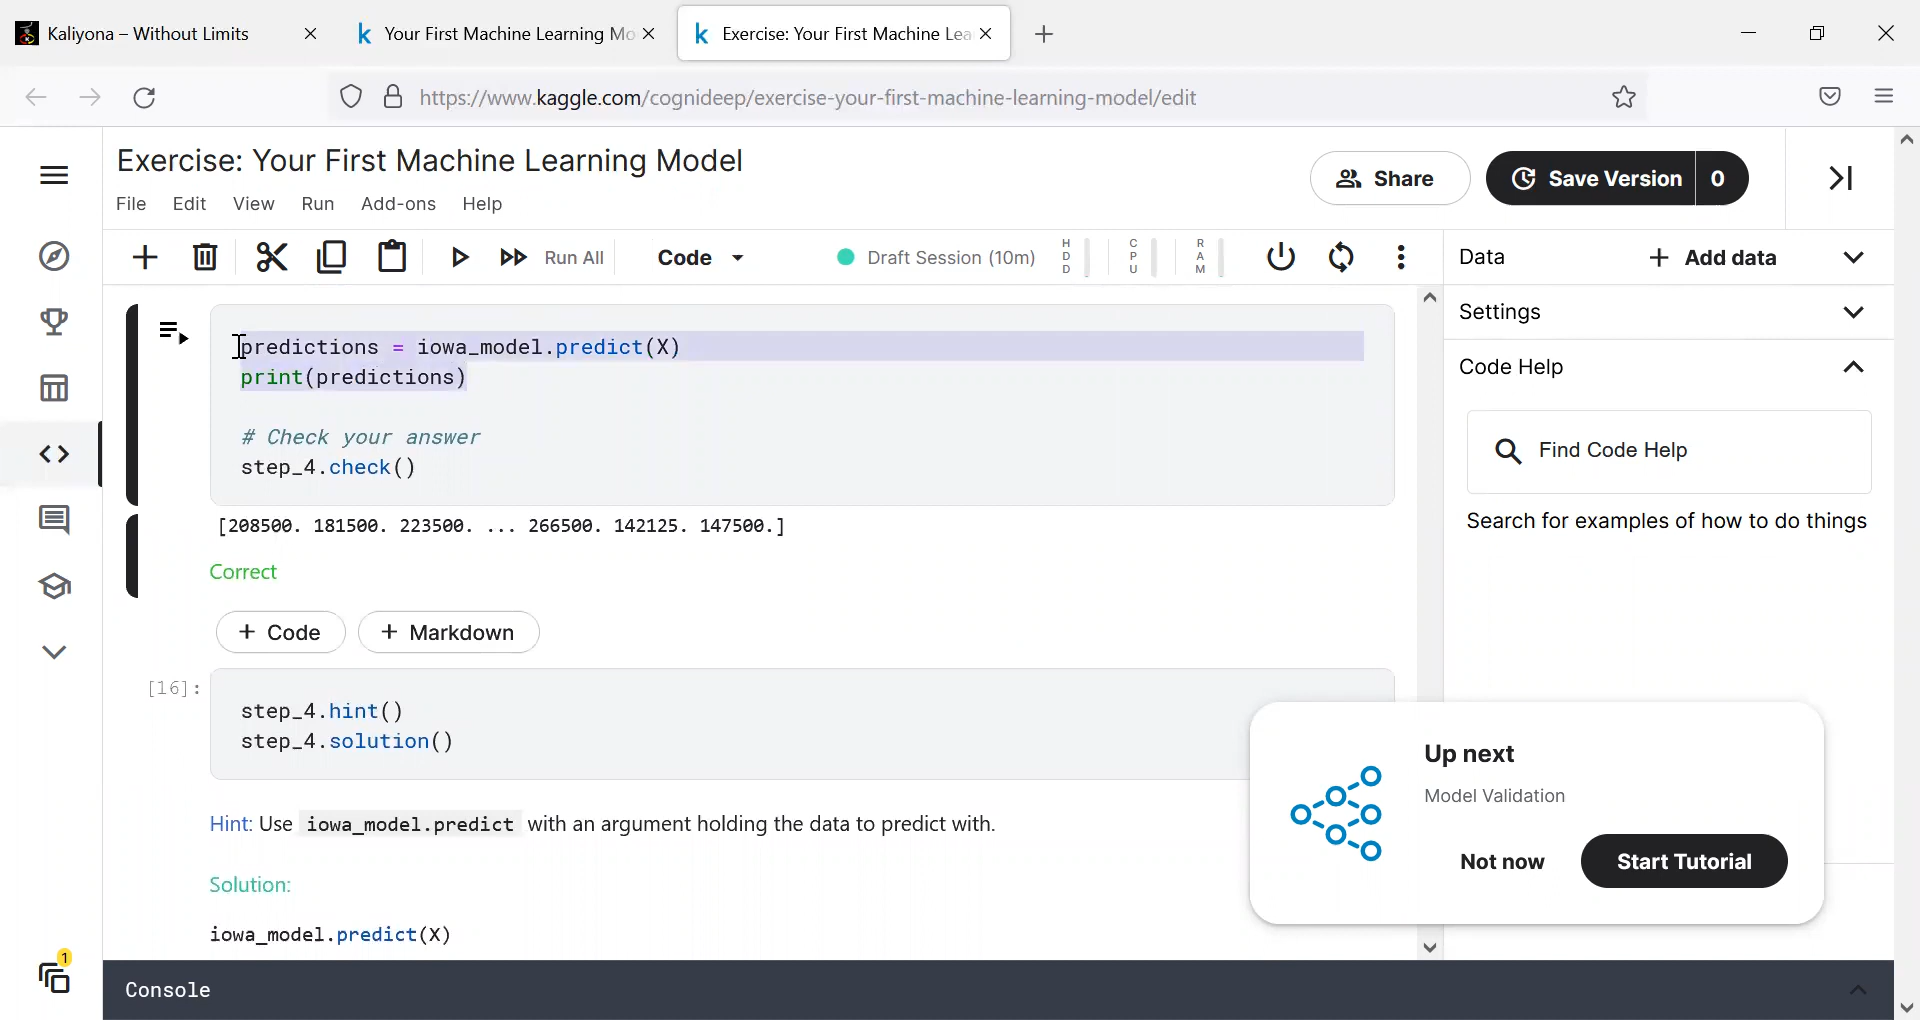 Kaliyona – Without Limits
Your First Machine Learning Mo
Exercise: Your First Machine Lea
https://www.kaggle.com/cognideep/exercise-your-first-machine-learning-model/edit
Exercise: Your First Machine Learning Model
Share
Save Version 0
File Edit View Run Add-ons Help
Run All
Code
Draft Session (10m)
HDD
CPU
RAM
Data
+ Add data
Settings
Code Help
Find Code Help
Search for examples of how to do things
predictions = iowa_model.predict(X)
print(predictions)
# Check your answer
step_4.check()
[208500. 181500. 223500. ... 266500. 142125. 147500.]
Correct
+ Code + Markdown
[16]:
step_4.hint()
step_4.solution()
Hint: Use iowa_model.predict with an argument holding the data to predict with.
Solution:
iowa_model.predict(X)
Up next
Model Validation
Not now Start Tutorial
1
Console